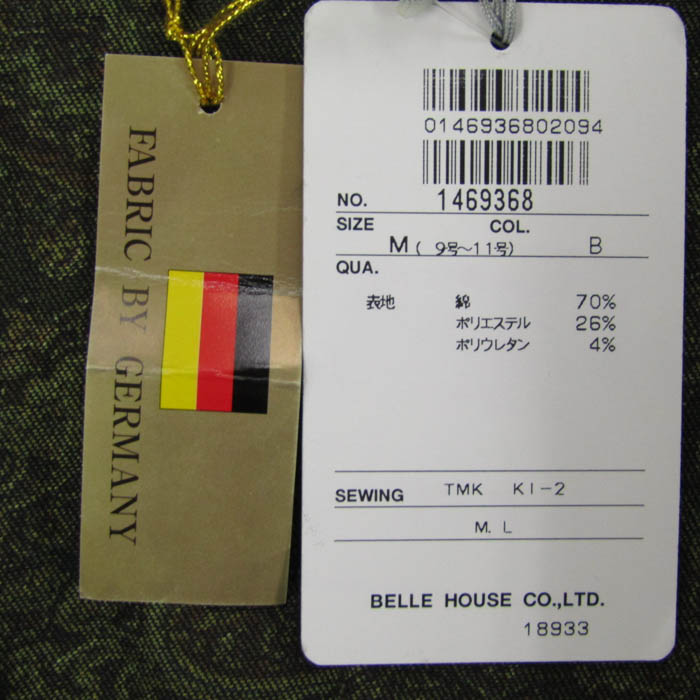 FABRIC BY GERMANY
0146936802094
NO. 1469368
SIZE COL.
M ( 9号~11号) B
QUA.
表地 綿 70%
ポリエステル 26%
ポリウレタン 4%
SEWING TMK KI-2
M. L
BELLE HOUSE CO.,LTD.
18933